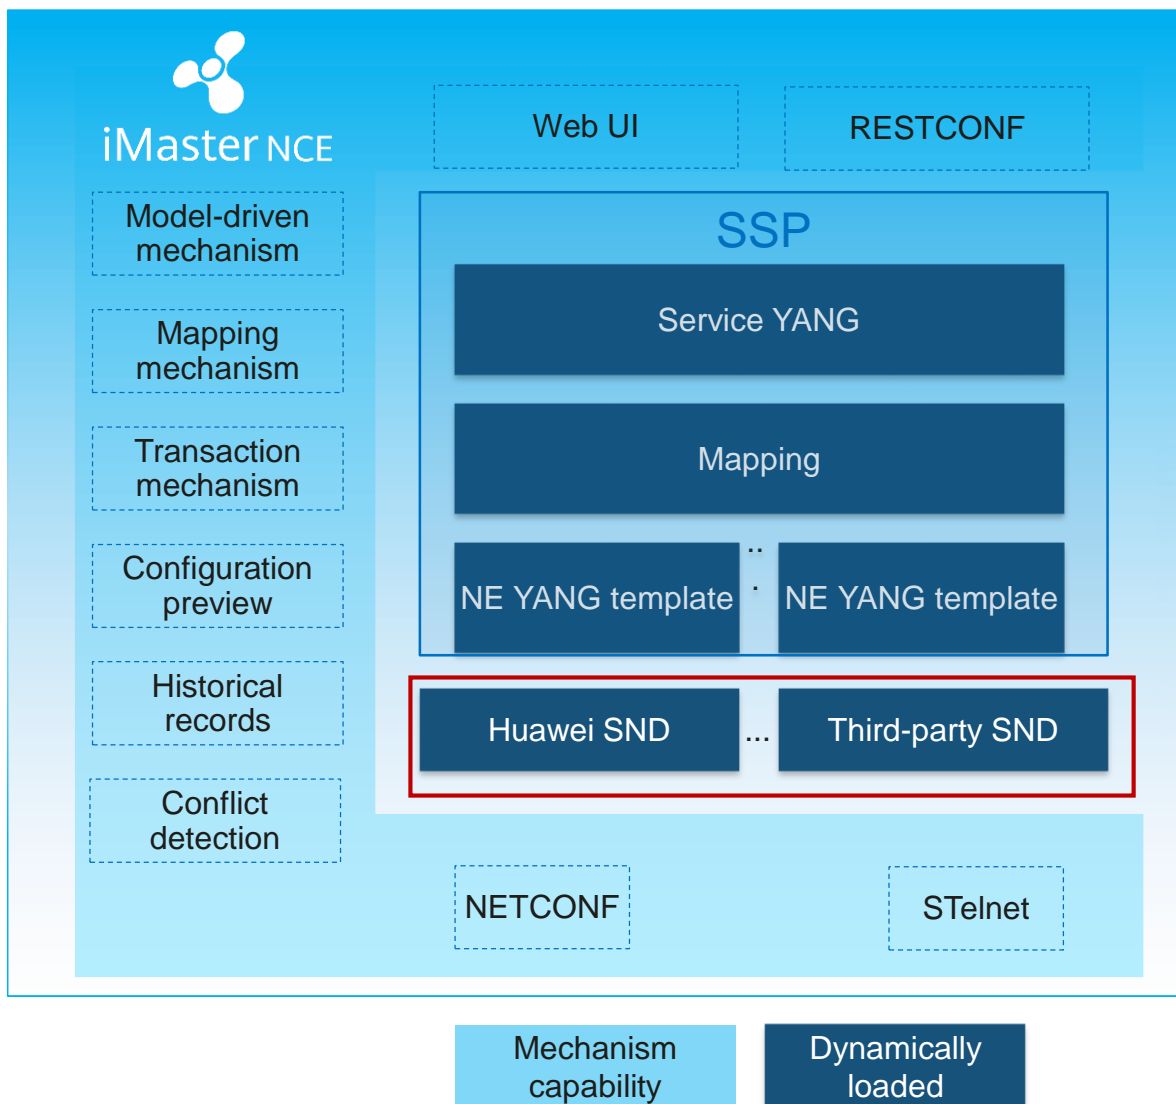 iMaster NCE
Web UI
RESTCONF
Model-driven
mechanism
Mapping
mechanism
Transaction
mechanism
Configuration
preview
Historical
records
Conflict
detection
SSP
Service YANG
Mapping
NE YANG template
...
NE YANG template
Huawei SND
...
Third-party SND
NETCONF
STelnet
Mechanism
capability
Dynamically
loaded